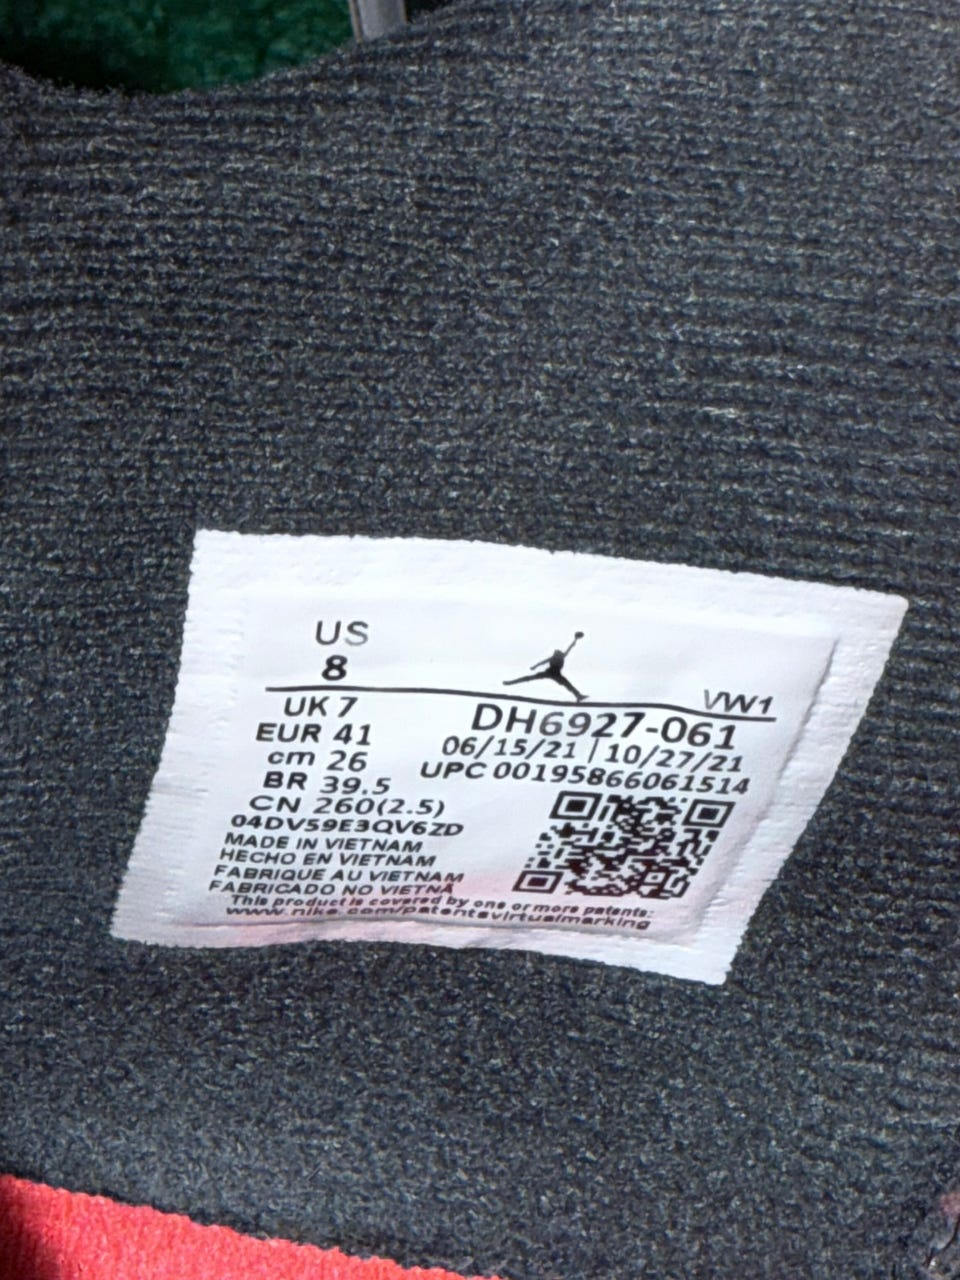 US
8
VW1
UK 7
DH6927-061
EUR 41
06/15/21 | 10/27/21
cm 26
UPC 00195866061514
BR 39.5
CN 260(2.5)
04DV59E3QV6ZD
MADE IN VIETNAM
HECHO EN VIETNAM
FABRIQUE AU VIETNAM
FABRICADO NO VIETNÃ
This product is covered by one or more patents:
www.nike.com/patentsvirtualmarking